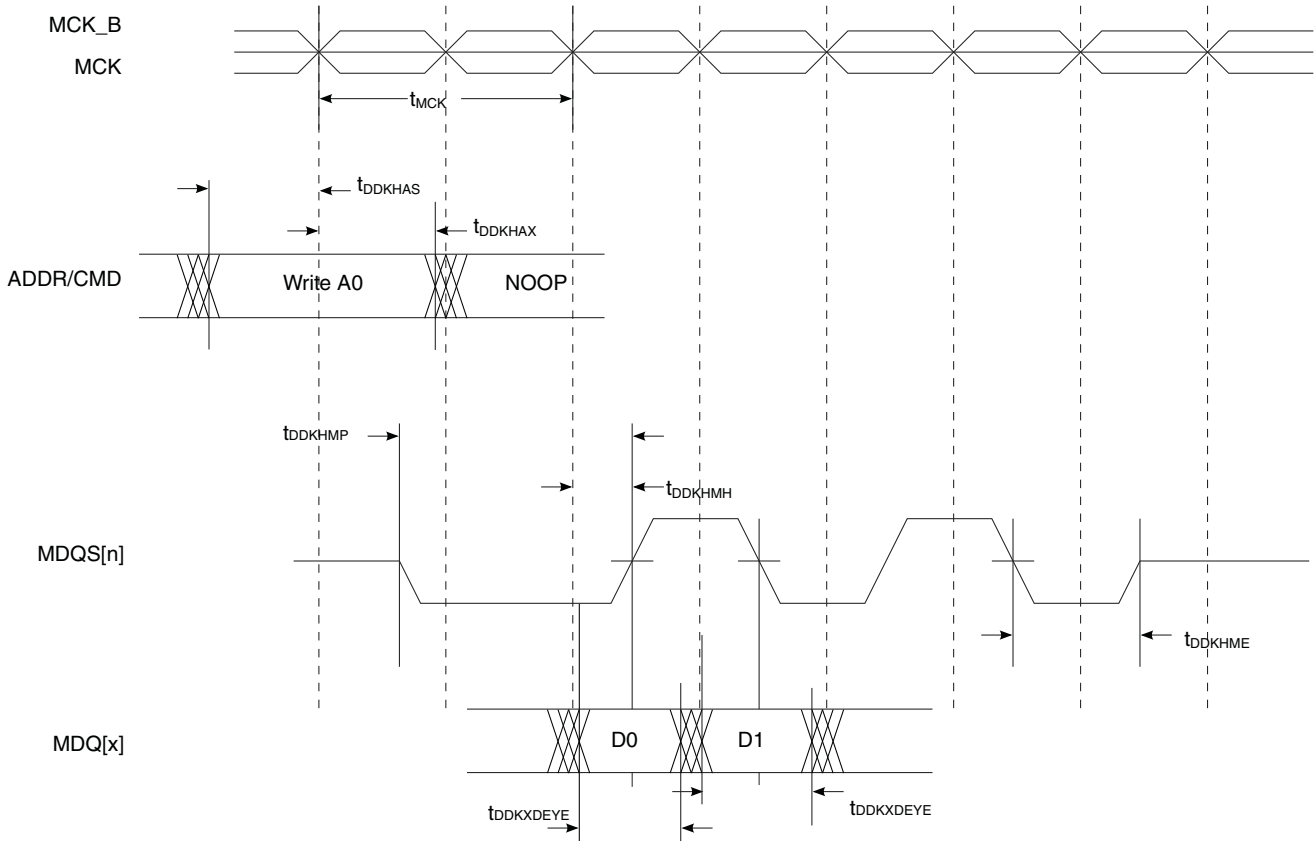 MCK_B
MCK
tMCK
tDDKHAS
tDDKHAX
ADDR/CMD
Write A0
NOOP
tDDKHMP
tDDKHMH
MDQS[n]
tDDKHME
MDQ[x]
D0
D1
tDDKXDEYE
tDDKXDEYE